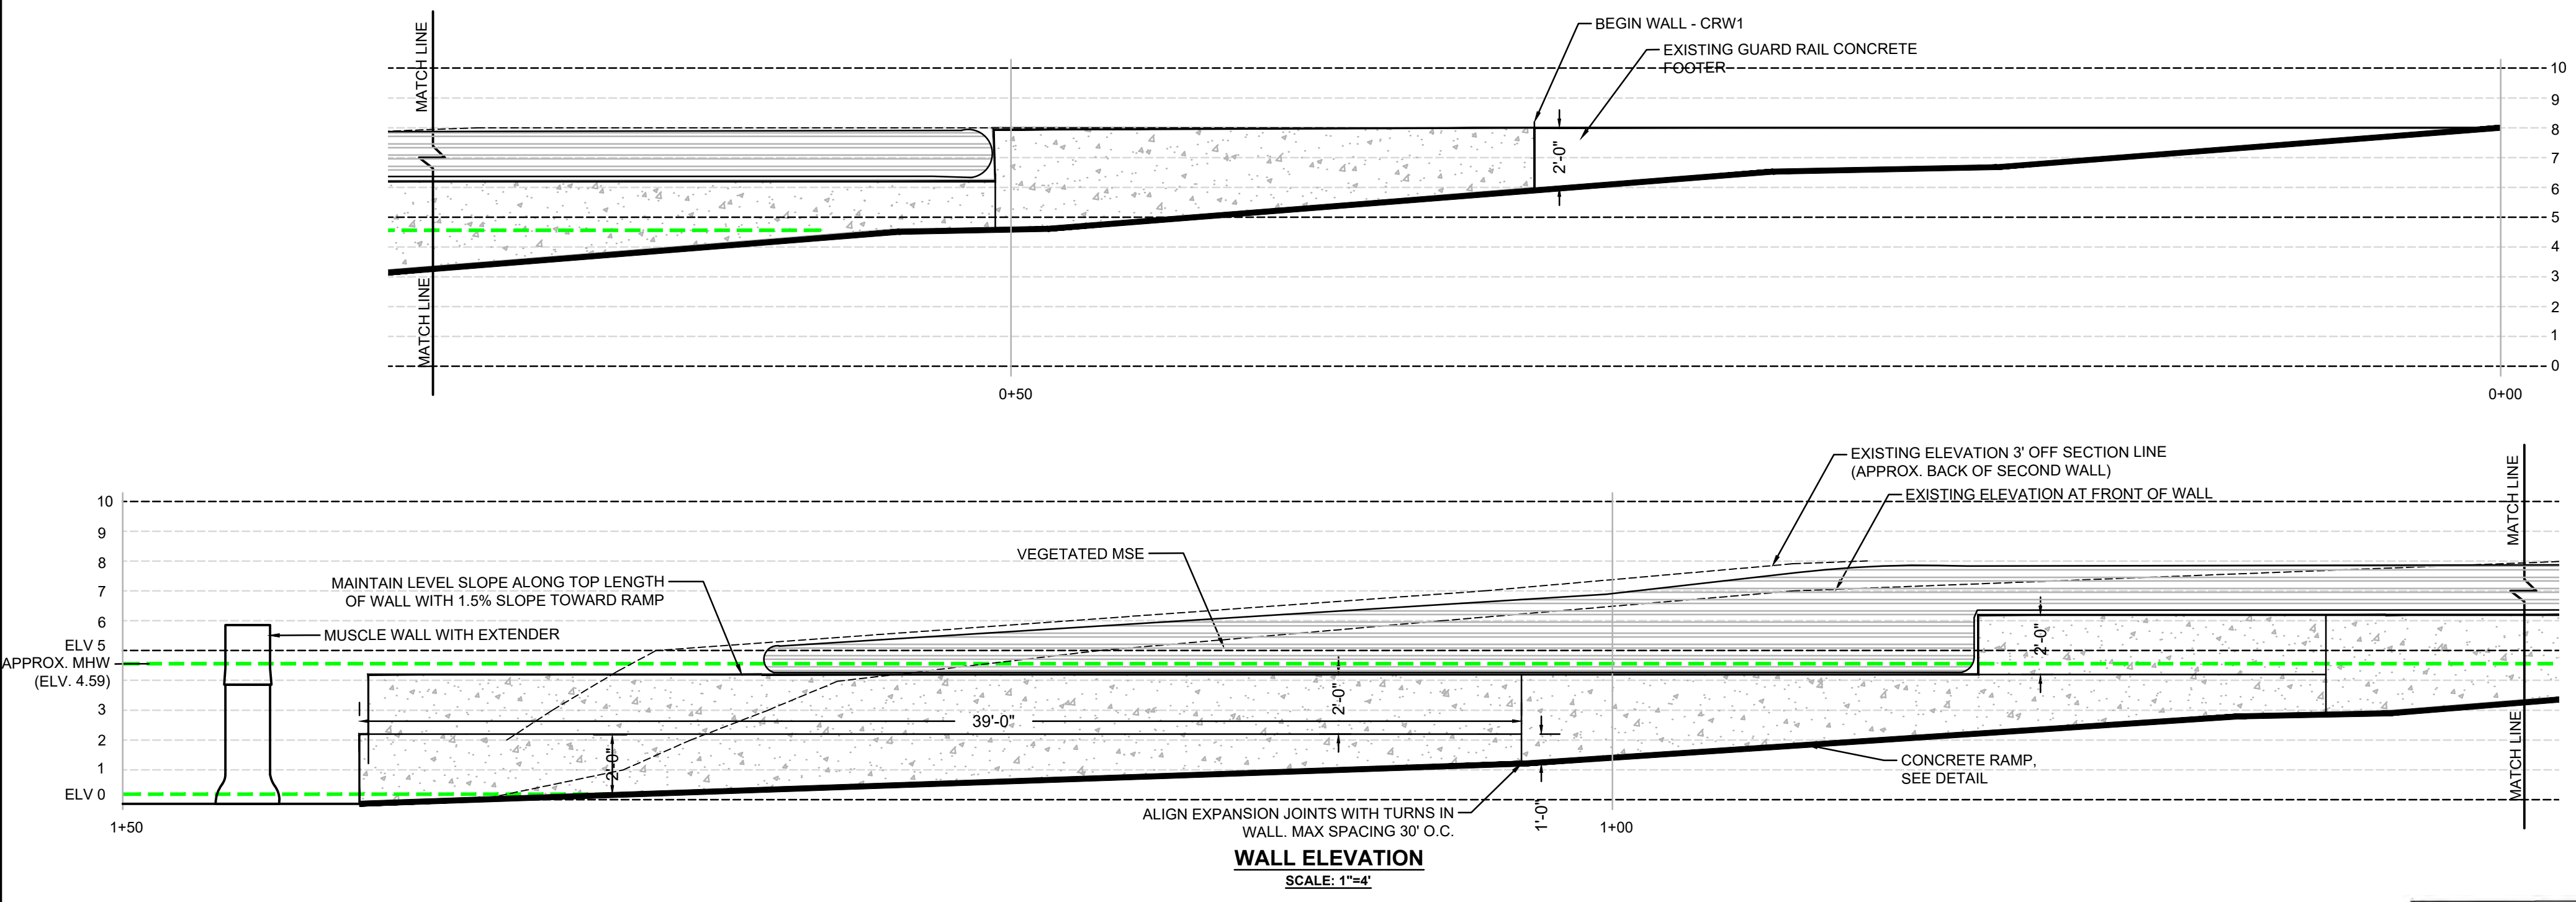 MATCH LINE
BEGIN WALL - CRW1
EXISTING GUARD RAIL CONCRETE
FOOTER
10
9
8
7
6
5
4
3
2
1
0
2'-0"
MATCH LINE
0+50
0+00
EXISTING ELEVATION 3' OFF SECTION LINE
(APPROX. BACK OF SECOND WALL)
EXISTING ELEVATION AT FRONT OF WALL
MATCH LINE
10
9
8
7
6
ELV 5
APPROX. MHW
(ELV. 4.59)
3
2
1
ELV 0
VEGETATED MSE
MAINTAIN LEVEL SLOPE ALONG TOP LENGTH
OF WALL WITH 1.5% SLOPE TOWARD RAMP
MUSCLE WALL WITH EXTENDER
2'-0"
2'-0"
39'-0"
2'-0"
CONCRETE RAMP,
SEE DETAIL
MATCH LINE
ALIGN EXPANSION JOINTS WITH TURNS IN
WALL. MAX SPACING 30' O.C.
1'-0"
1+50
1+00
WALL ELEVATION
SCALE: 1"=4'